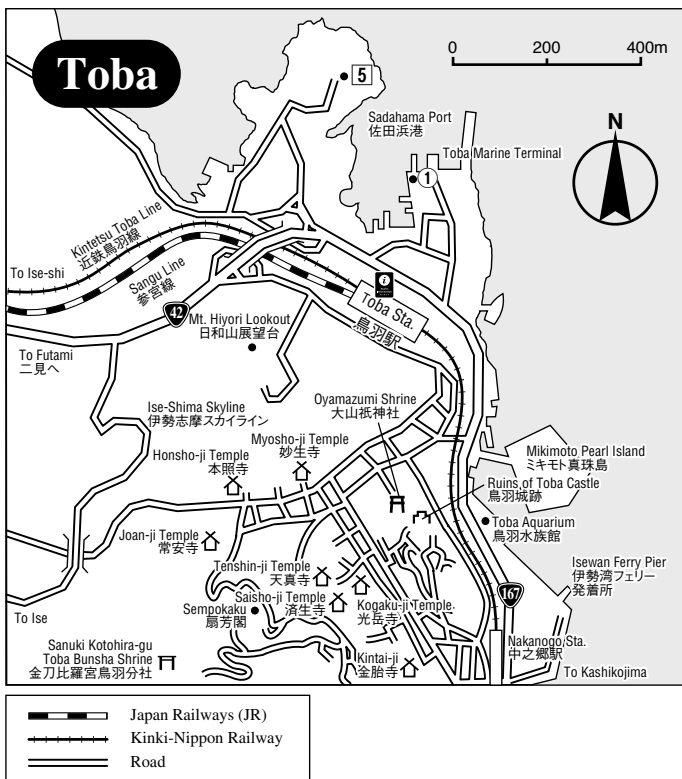 Toba
0 200 400m
N
5
Sadahama Port
佐田浜港
Toba Marine Terminal
1
Kintetsu Toba Line
近鉄鳥羽線
To Ise-shi
Sangu Line
参宮線
i
Toba Sta.
鳥羽駅
42
Mt. Hiyori Lookout
日和山展望台
To Futami
二見へ
Ise-Shima Skyline
伊勢志摩スカイライン
Oyamazumi Shrine
大山祇神社
Myosho-ji Temple
妙生寺
Honsho-ji Temple
本照寺
Mikimoto Pearl Island
ミキモト真珠島
Ruins of Toba Castle
鳥羽城跡
Toba Aquarium
鳥羽水族館
Joan-ji Temple
常安寺
Tenshin-ji Temple
天真寺
Isewan Ferry Pier
伊勢湾フェリー
発着所
Saisho-ji Temple
済生寺
167
Sempokaku
扇芳閣
Kogaku-ji Temple
光岳寺
To Ise
Nakanogo Sta.
中之郷駅
Sanuki Kotohira-gu
Toba Bunsha Shrine
金刀比羅宮鳥羽分社
Kintai-ji
金胎寺
To Kashikojima
Japan Railways (JR)
Kinki-Nippon Railway
Road